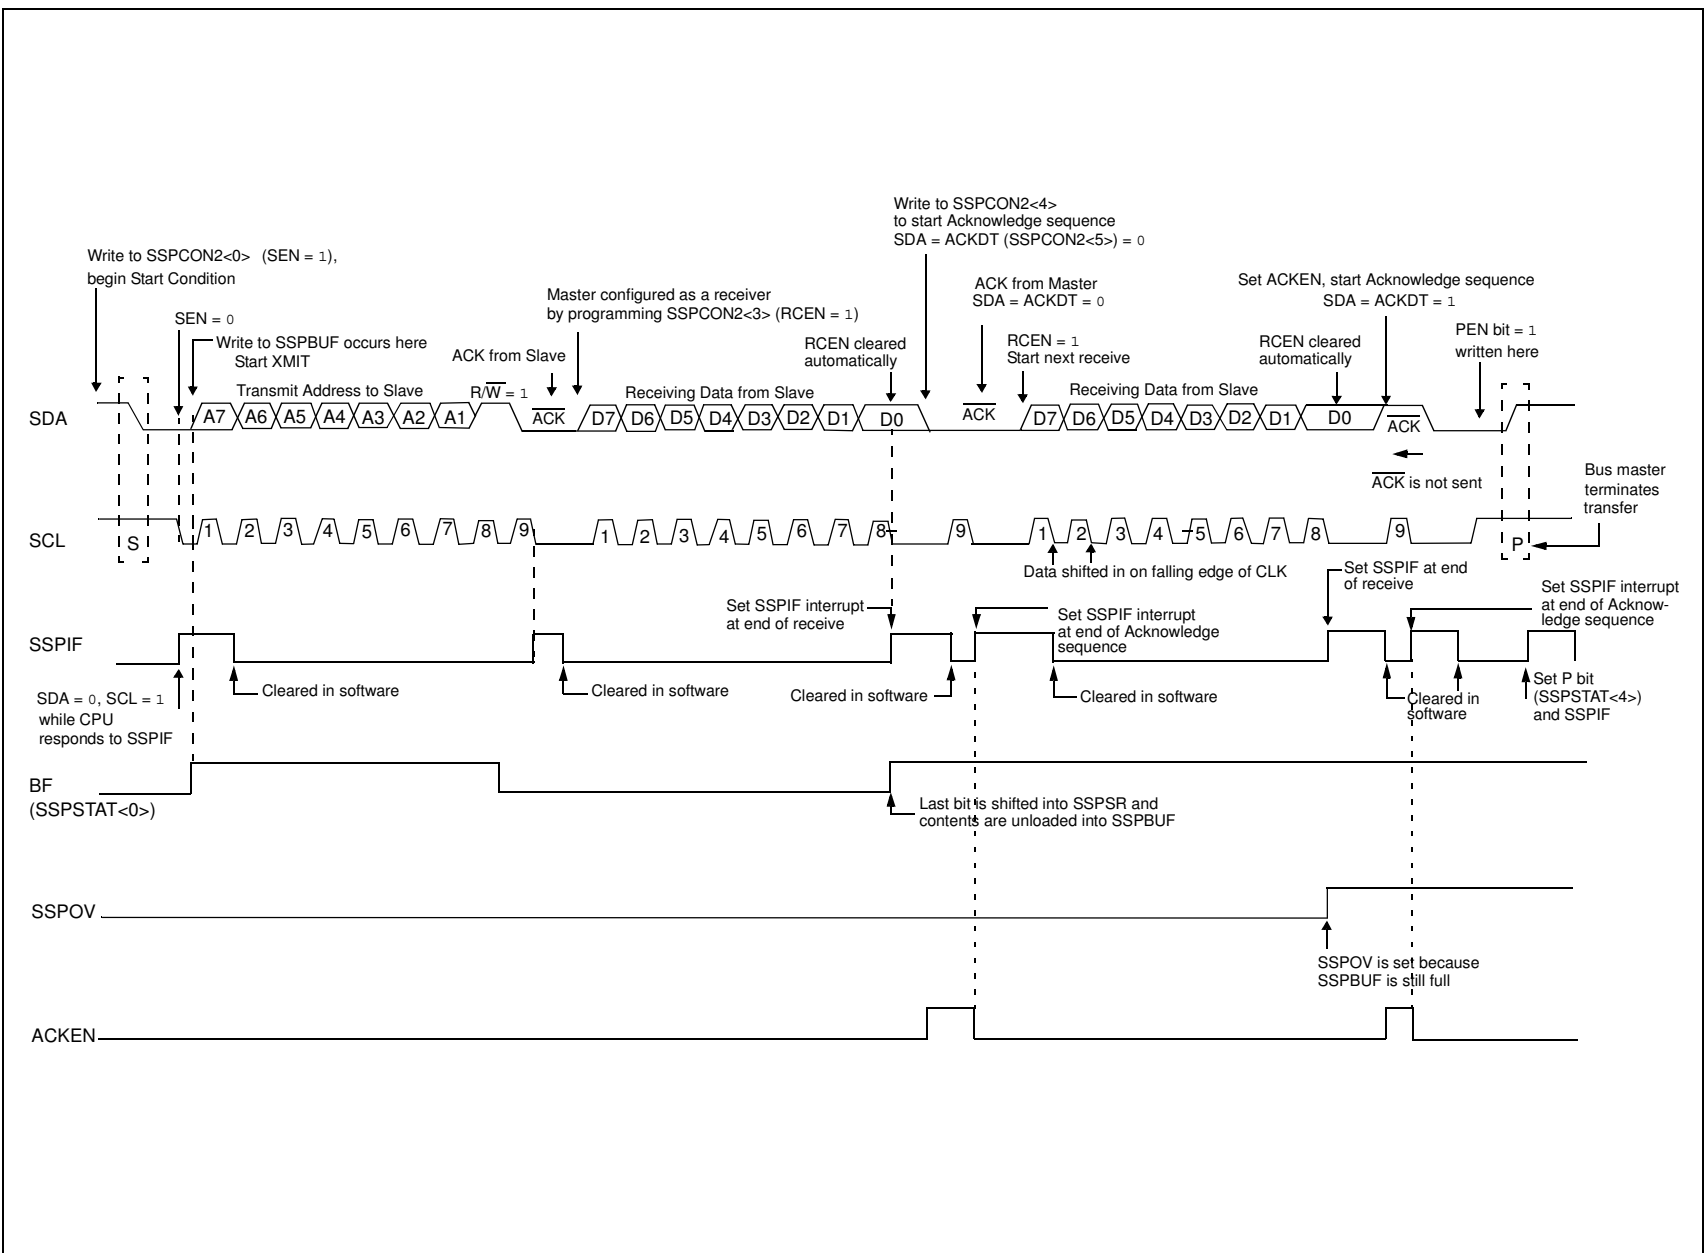 Write to SSPCON2<4>
to start Acknowledge sequence
SDA = ACKDT (SSPCON2<5>) = 0
Write to SSPCON2<0> (SEN = 1),
begin Start Condition
ACK from Master
SDA = ACKDT = 0
Set ACKEN, start Acknowledge sequence
SDA = ACKDT = 1
Master configured as a receiver
by programming SSPCON2<3> (RCEN = 1)
SEN = 0
Write to SSPBUF occurs here
Start XMIT
ACK from Slave
RCEN cleared
automatically
RCEN = 1
Start next receive
RCEN cleared
automatically
PEN bit = 1
written here
Transmit Address to Slave
R/W = 1
Receiving Data from Slave
Receiving Data from Slave
SDA A7 A6 A5 A4 A3 A2 A1 ACK D7 D6 D5 D4 D3 D2 D1 D0 ACK D7 D6 D5 D4 D3 D2 D1 D0 ACK
ACK is not sent
Bus master
terminates
transfer
SCL S 1 2 3 4 5 6 7 8 9 1 2 3 4 5 6 7 8 9 1 2 3 4 5 6 7 8 9 P
Data shifted in on falling edge of CLK
Set SSPIF at end
of receive
Set SSPIF interrupt
at end of receive
Set SSPIF interrupt
at end of Acknowledge
sequence
Set SSPIF interrupt
at end of Acknow-
ledge sequence
SSPIF
SDA = 0, SCL = 1
while CPU
responds to SSPIF
Cleared in software
Cleared in software
Cleared in software
Cleared in software
Cleared in
software
Set P bit
(SSPSTAT<4>)
and SSPIF
BF
(SSPSTAT<0>)
Last bit is shifted into SSPSR and
contents are unloaded into SSPBUF
SSPOV
SSPOV is set because
SSPBUF is still full
ACKEN